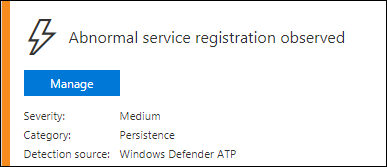 Abnormal service registration observed
Manage
Severity: Medium
Category: Persistence
Detection source: Windows Defender ATP